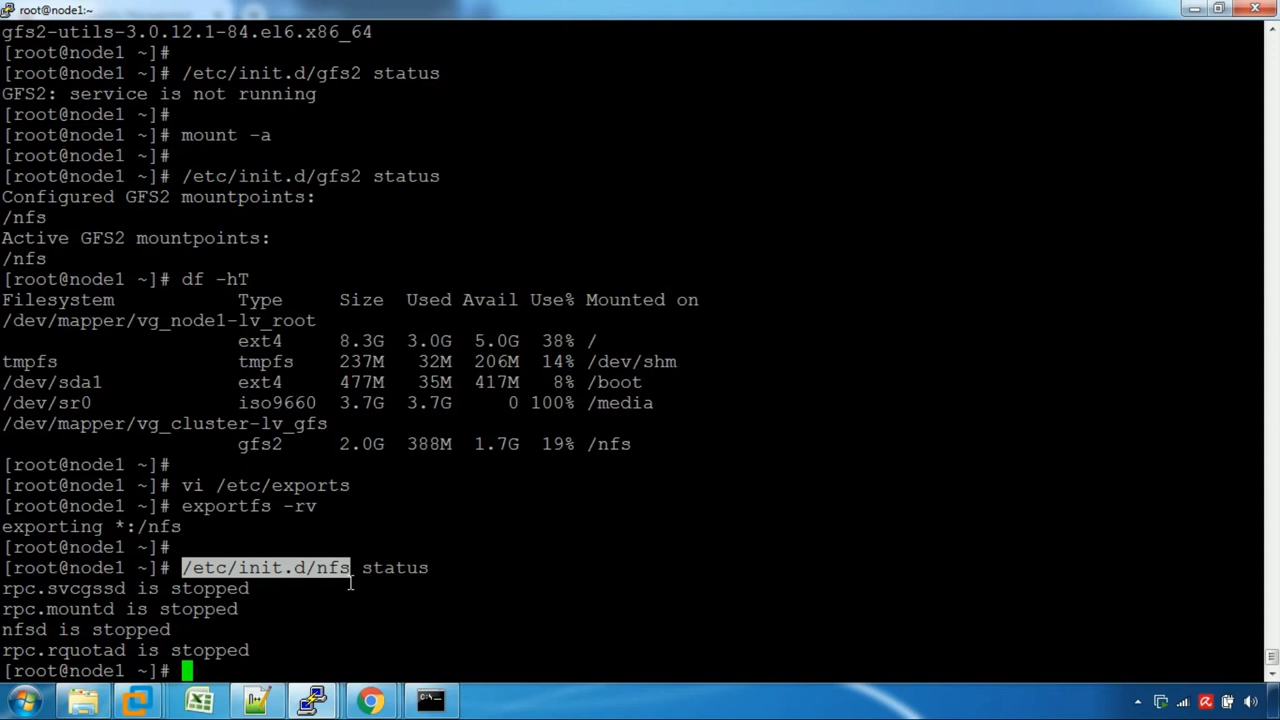 root@node1:~
gfs2-utils-3.0.12.1-84.el6.x86_64
[root@node1 ~]#
[root@node1 ~]# /etc/init.d/gfs2 status
GFS2: service is not running
[root@node1 ~]#
[root@node1 ~]# mount -a
[root@node1 ~]#
[root@node1 ~]# /etc/init.d/gfs2 status
Configured GFS2 mountpoints:
/nfs
Active GFS2 mountpoints:
/nfs
[root@node1 ~]# df -hT
Filesystem Type Size Used Avail Use% Mounted on
/dev/mapper/vg_node1-lv_root
ext4 8.3G 3.0G 5.0G 38% /
tmpfs tmpfs 237M 32M 206M 14% /dev/shm
/dev/sda1 ext4 477M 35M 417M 8% /boot
/dev/sr0 iso9660 3.7G 3.7G 0 100% /media
/dev/mapper/vg_cluster-lv_gfs
gfs2 2.0G 388M 1.7G 19% /nfs
[root@node1 ~]#
[root@node1 ~]# vi /etc/exports
[root@node1 ~]# exportfs -rv
exporting *:/nfs
[root@node1 ~]#
[root@node1 ~]# /etc/init.d/nfs status
rpc.svcgssd is stopped
rpc.mountd is stopped
nfsd is stopped
rpc.rquotad is stopped
[root@node1 ~]#